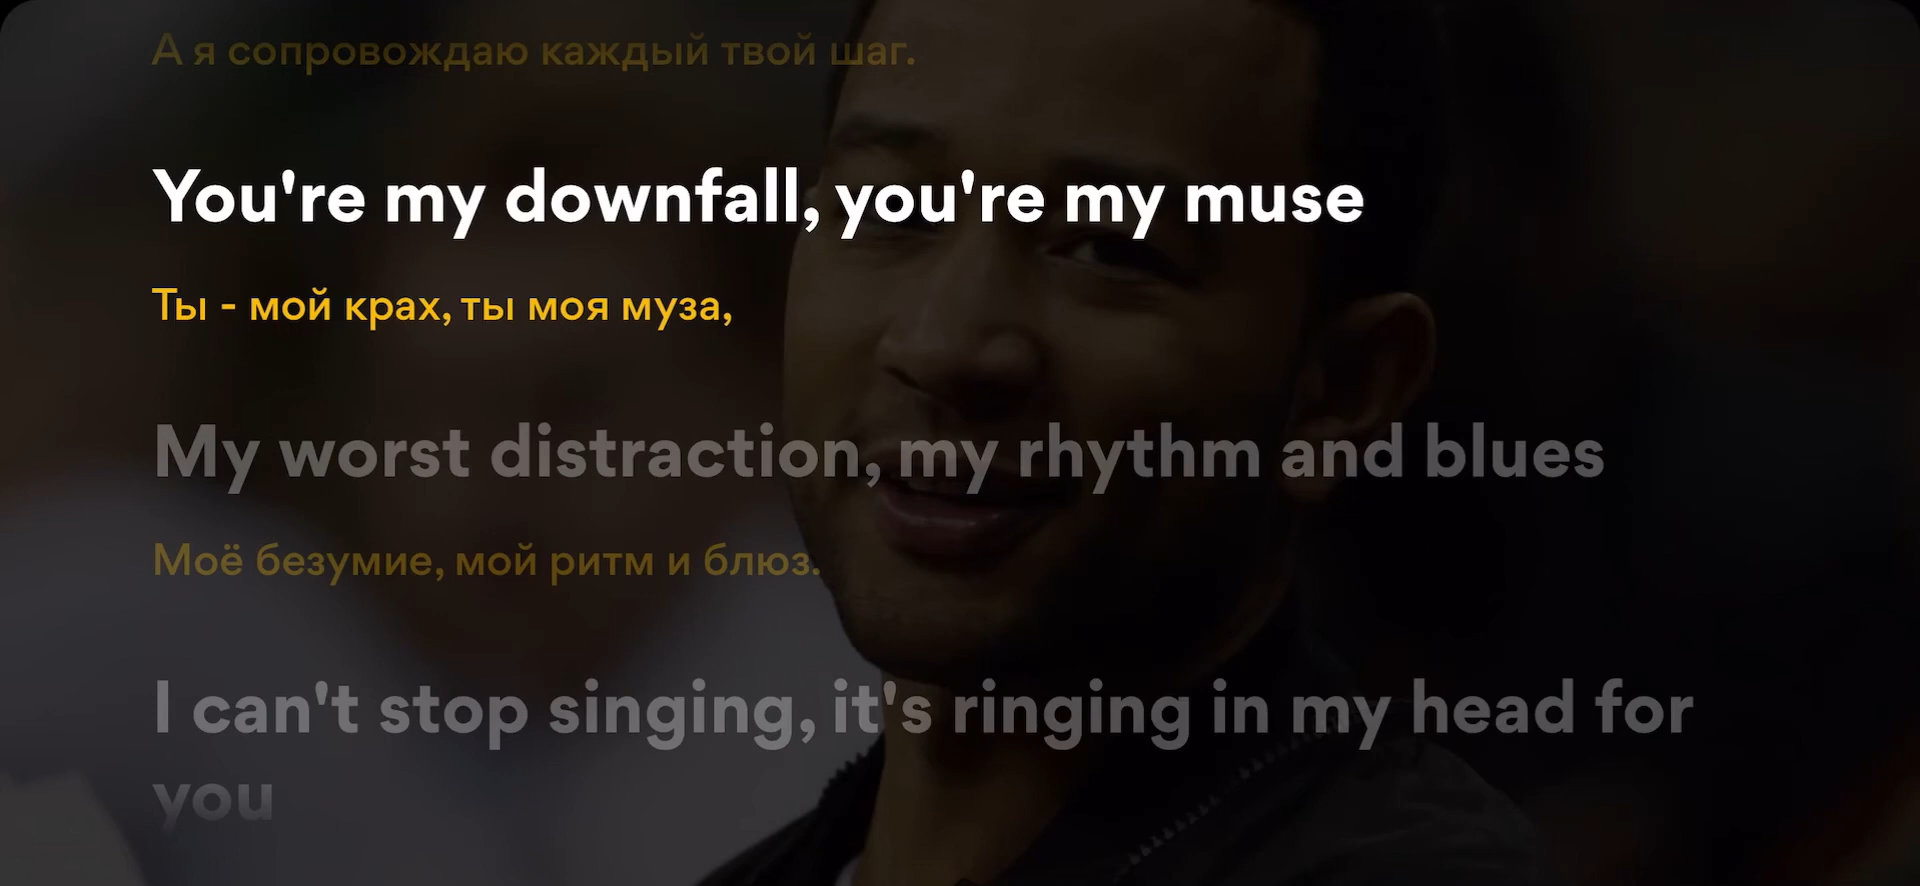 А я сопровождаю каждый твой шаг.
You're my downfall, you're my muse
Ты - мой крах, ты моя муза,
My worst distraction, my rhythm and blues
Моё безумие, мой ритм и блюз.
I can't stop singing, it's ringing in my head for
you